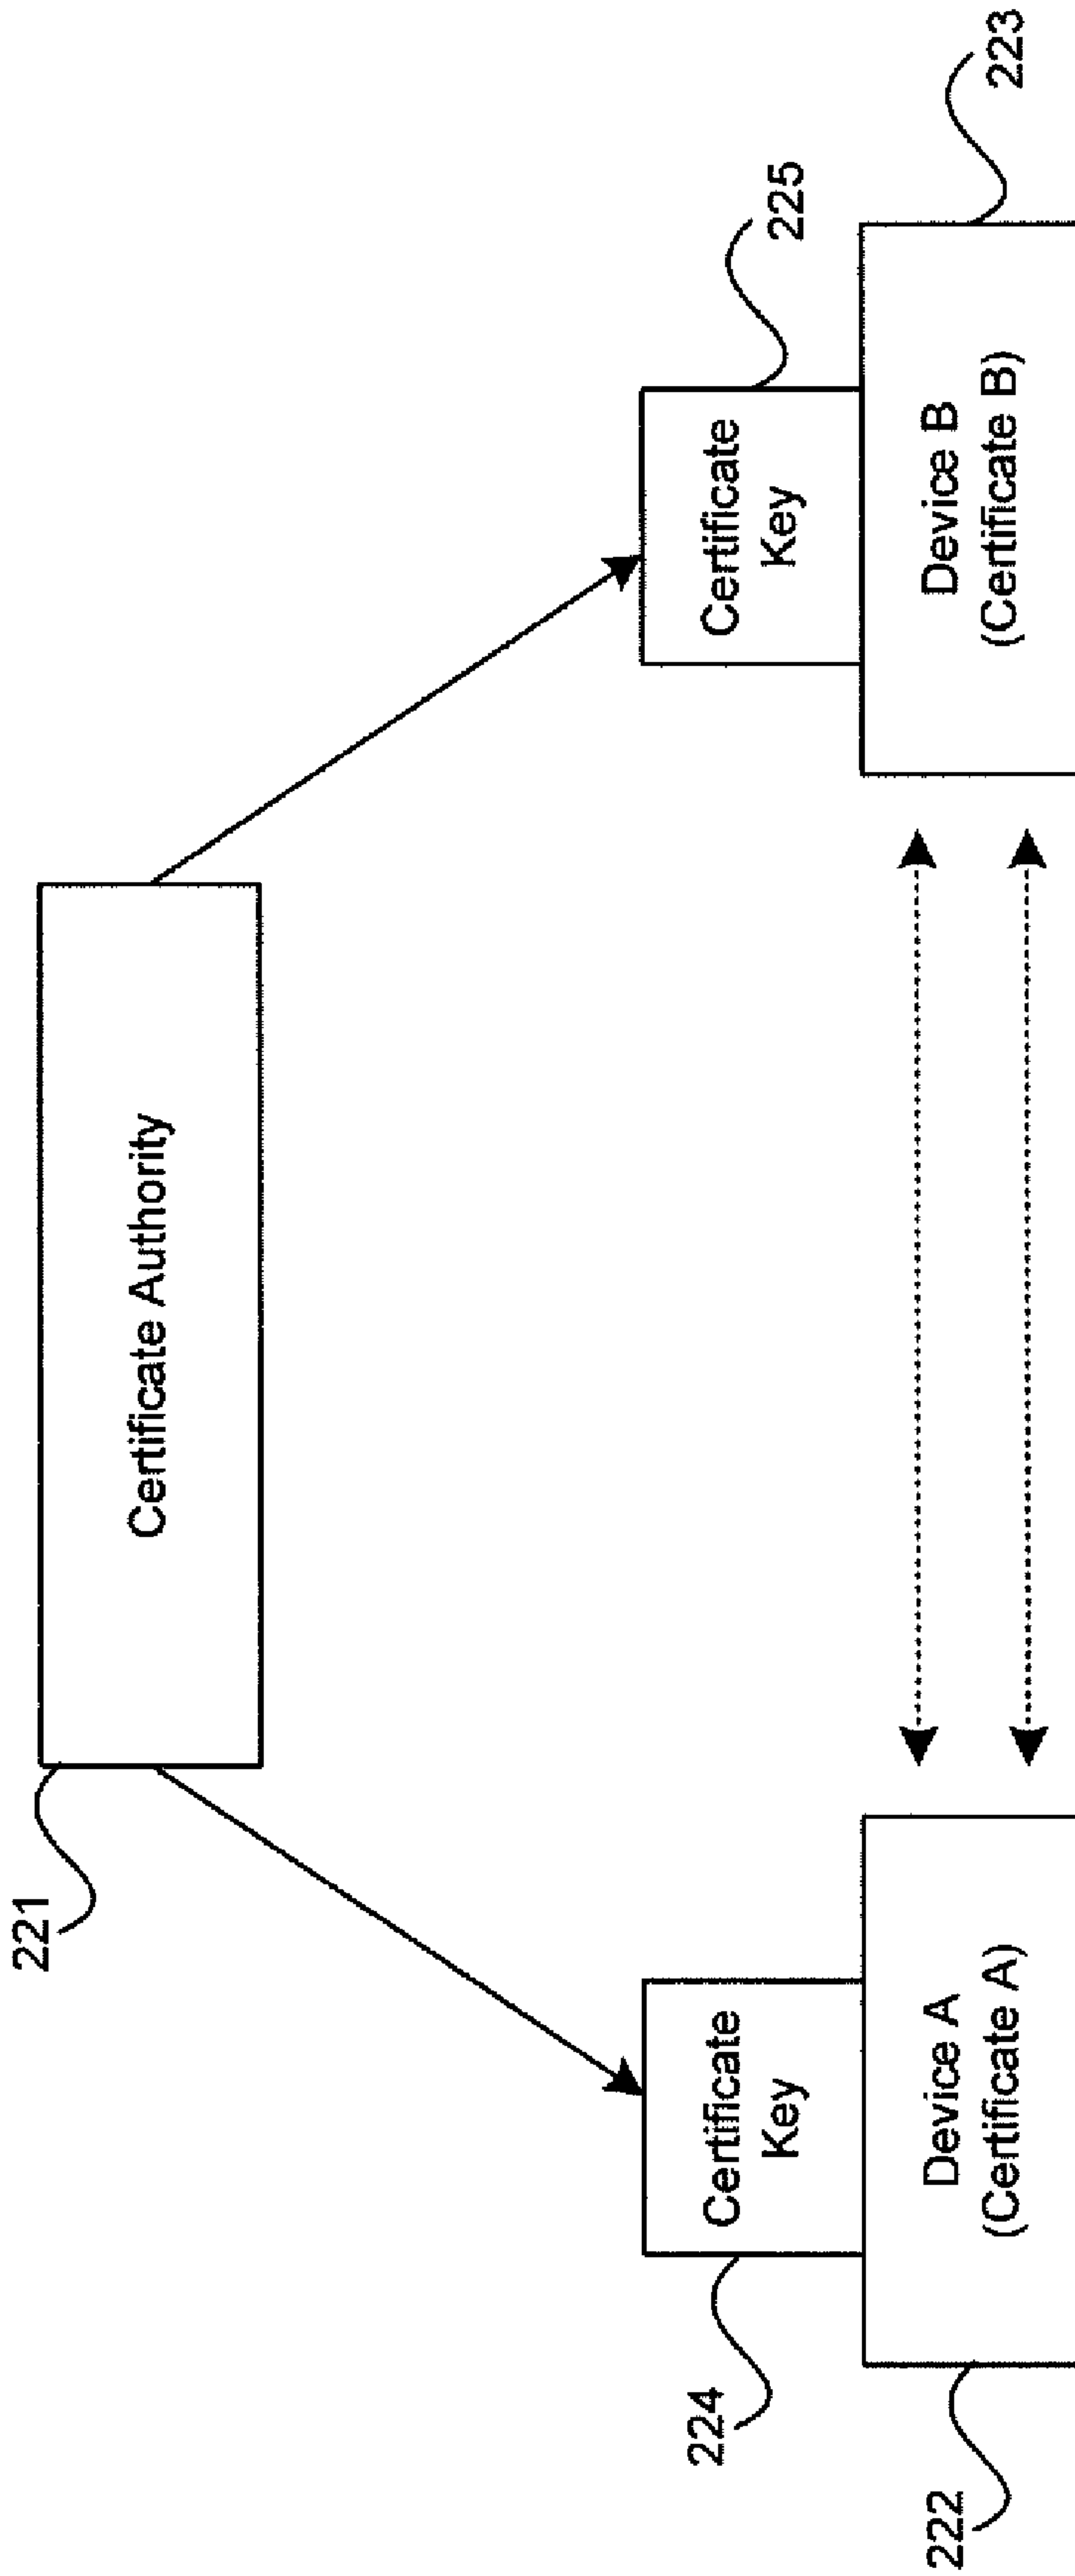 221
Certificate Authority
224
Certificate
Key
Certificate
Key
225
222
Device A
(Certificate A)
Device B
(Certificate B)
223